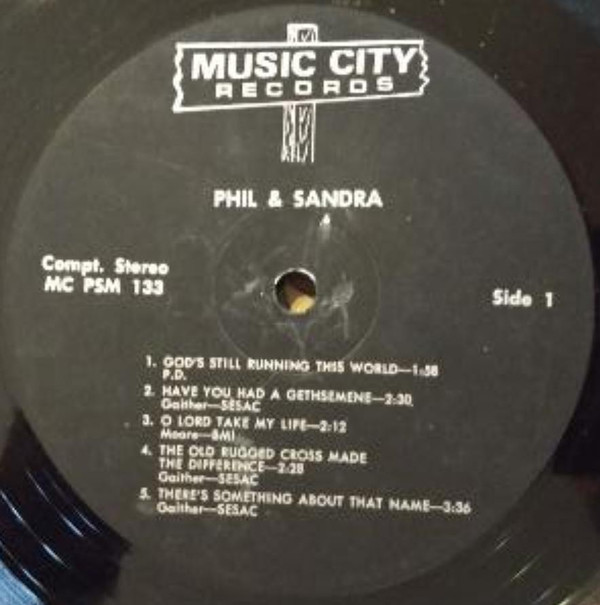 MUSIC CITY
RECORDS
PHIL & SANDRA
Compt. Stereo
MC PSM 133
Side 1
1. GOD'S STILL RUNNING THIS WORLD—1:58
P.D.
2. HAVE YOU HAD A GETHSEMENE—2:30
Gaither—SESAC
3. O LORD TAKE MY LIFE—2:12
Moore—BMI
4. THE OLD RUGGED CROSS MADE
THE DIFFERENCE—2:28
Gaither—SESAC
5. THERE'S SOMETHING ABOUT THAT NAME—3:36
Gaither—SESAC